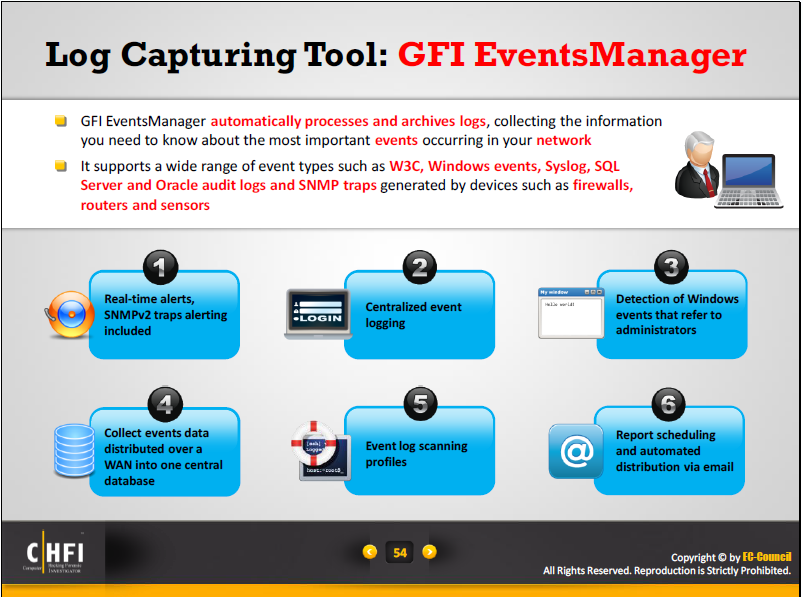 Log Capturing Tool: GFI EventsManager
GFI EventsManager automatically processes and archives logs, collecting the information
you need to know about the most important events occurring in your network
It supports a wide range of event types such as W3C, Windows events, Syslog, SQL
Server and Oracle audit logs and SNMP traps generated by devices such as firewalls,
routers and sensors
1
Real-time alerts,
SNMPv2 traps alerting
included
2
LOGIN
Centralized event
logging
3
My window
Hello world!
Detection of Windows
events that refer to
administrators
4
Collect events data
distributed over a
WAN into one central
database
5
host:~root$_
Event log scanning
profiles
6
@
Report scheduling
and automated
distribution via email
CHFI
Computer Hacking Forensic
INVESTIGATOR
54
Copyright © by EC-Council
All Rights Reserved. Reproduction is Strictly Prohibited.